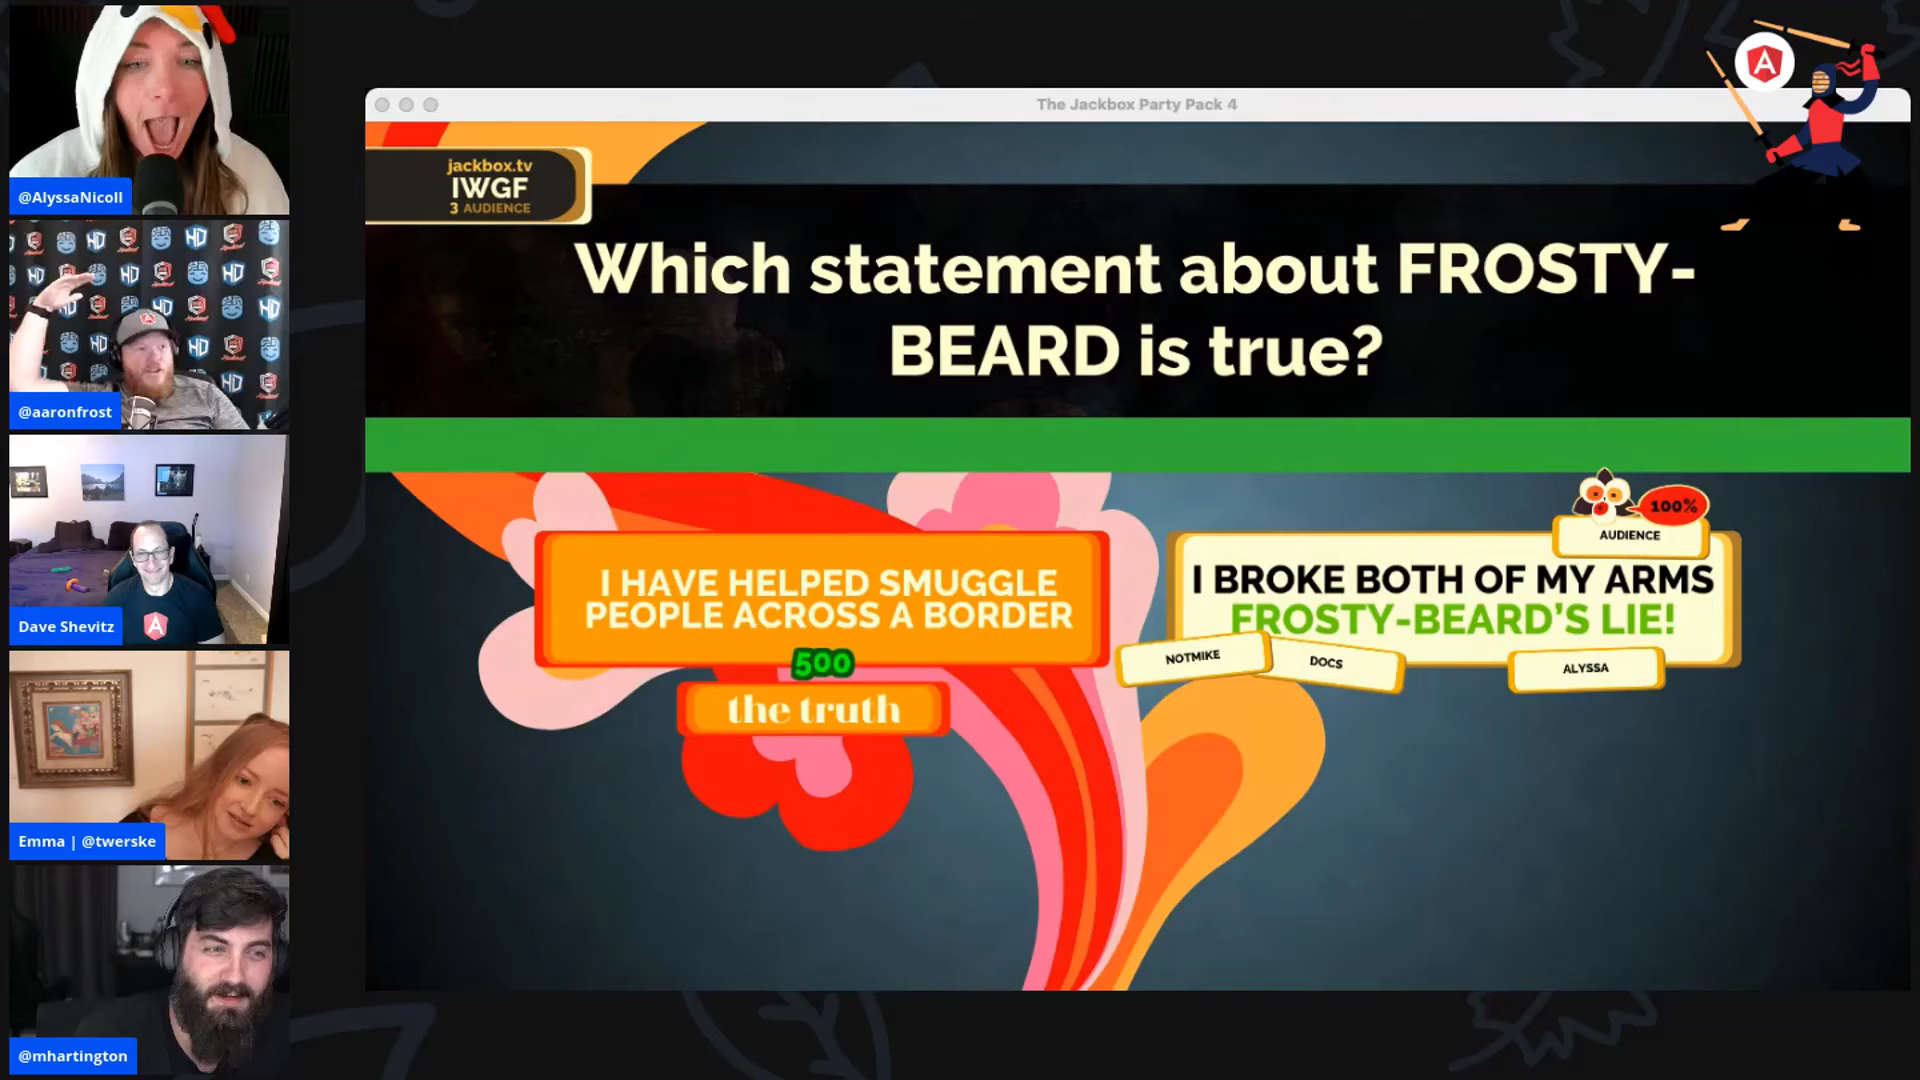 The Jackbox Party Pack 4
A
jackbox.tv
IWGF
3 AUDIENCE
Which statement about FROSTY-
BEARD is true?
100%
AUDIENCE
I HAVE HELPED SMUGGLE
PEOPLE ACROSS A BORDER
500
the truth
I BROKE BOTH OF MY ARMS
FROSTY-BEARD'S LIE!
NOTMIKE
DOCS
ALYSSA
@AlyssaNicoll
HD
@aaronfrost
A
Dave Shevitz
Emma | @twerske
@mhartington